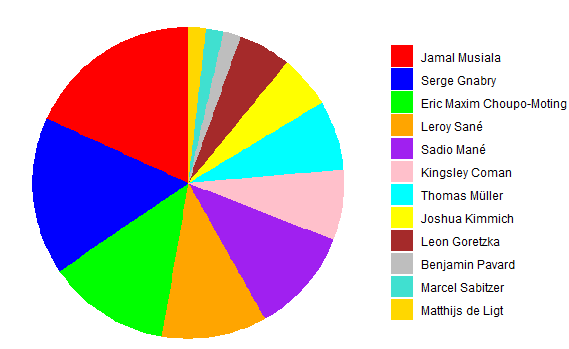 Jamal Musiala
Serge Gnabry
Eric Maxim Choupo-Moting
Leroy Sané
Sadio Mané
Kingsley Coman
Thomas Müller
Joshua Kimmich
Leon Goretzka
Benjamin Pavard
Marcel Sabitzer
Matthijs de Ligt